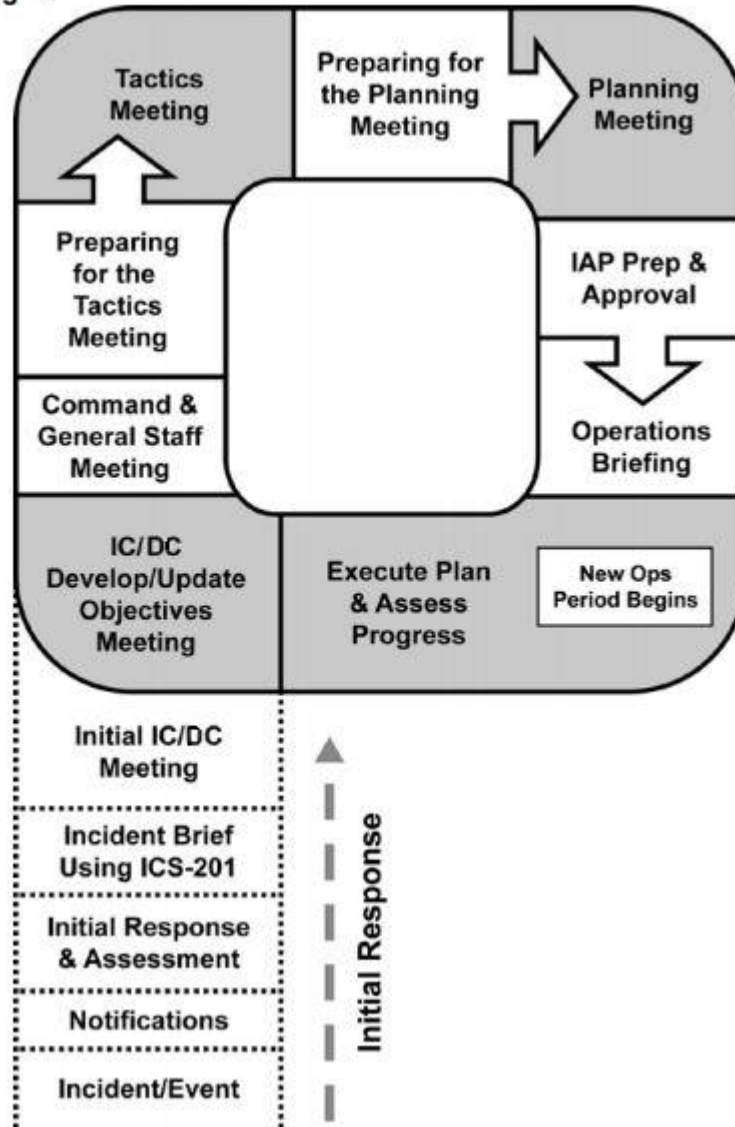 Tactics
Meeting
Preparing for
the Planning
Meeting
Planning
Meeting
Preparing
for the
Tactics
Meeting
IAP Prep &
Approval
Command &
General Staff
Meeting
Operations
Briefing
IC/DC
Develop/Update
Objectives
Meeting
Execute Plan
& Assess
Progress
New Ops
Period Begins
Initial IC/DC
Meeting
Incident Brief
Using ICS-201
Initial Response
& Assessment
Notifications
Incident/Event
Initial Response